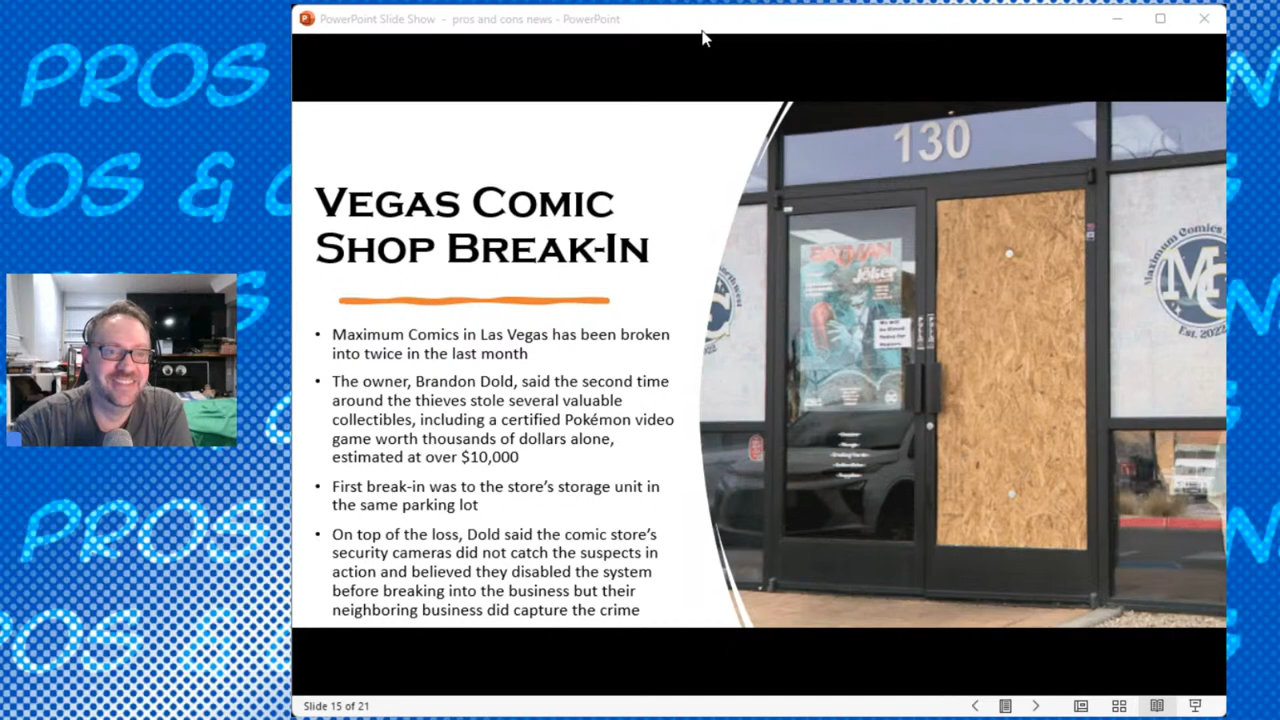 PROS
PowerPoint Slide Show - pros and cons news - PowerPoint
OS & C
130
VEGAS COMIC
SHOP BREAK-IN
BATMAN
Joker
Maximum Comics
MC
Est. 2022
• Maximum Comics in Las Vegas has been broken
into twice in the last month
• The owner, Brandon Dold, said the second time
around the thieves stole several valuable
collectibles, including a certified Pokémon video
game worth thousands of dollars alone,
estimated at over $10,000
• First break-in was to the store's storage unit in
the same parking lot
• On top of the loss, Dold said the comic store's
security cameras did not catch the suspects in
action and believed they disabled the system
before breaking into the business but their
neighboring business did capture the crime
PROS
Slide 15 of 21